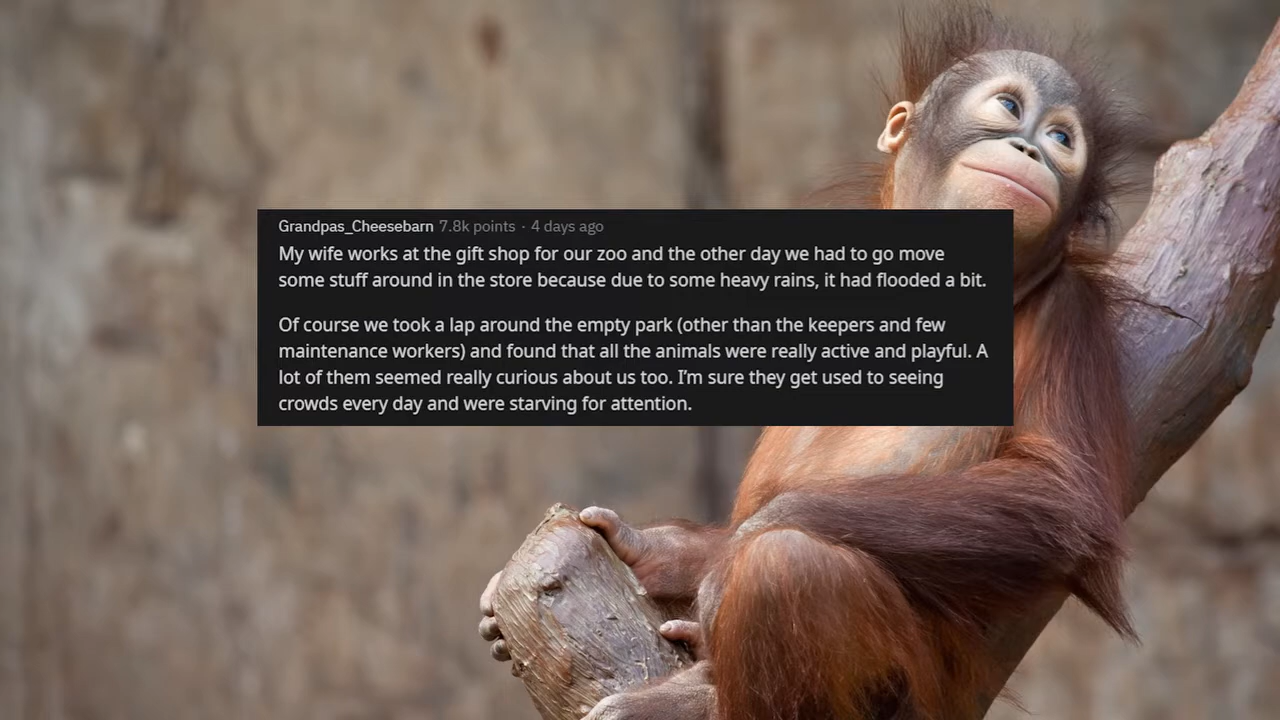 Grandpas_Cheesebarn 7.8k points · 4 days ago
My wife works at the gift shop for our zoo and the other day we had to go move
some stuff around in the store because due to some heavy rains, it had flooded a bit.
Of course we took a lap around the empty park (other than the keepers and few
maintenance workers) and found that all the animals were really active and playful. A
lot of them seemed really curious about us too. I'm sure they get used to seeing
crowds every day and were starving for attention.